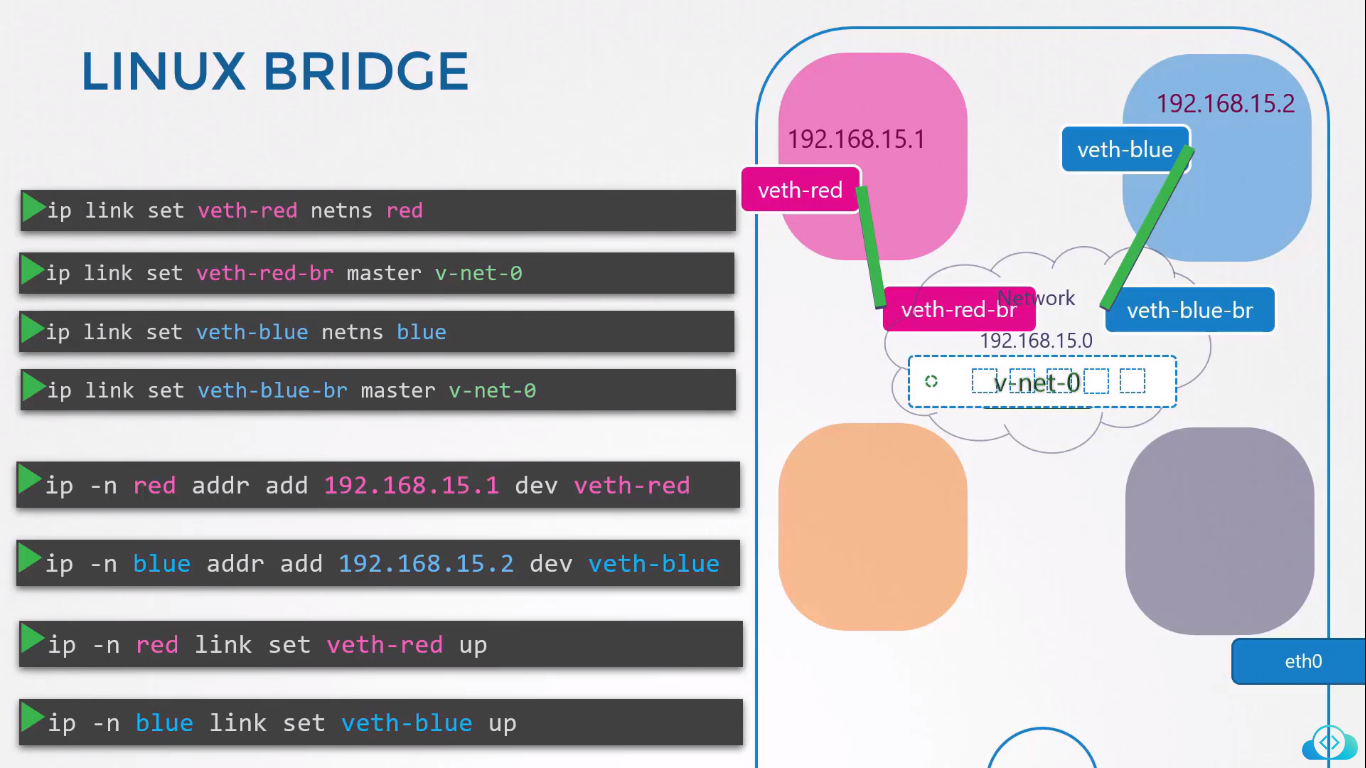 LINUX BRIDGE
ip link set veth-red netns red
ip link set veth-red-br master v-net-0
ip link set veth-blue netns blue
ip link set veth-blue-br master v-net-0
ip -n red addr add 192.168.15.1 dev veth-red
ip -n blue addr add 192.168.15.2 dev veth-blue
ip -n red link set veth-red up
ip -n blue link set veth-blue up
192.168.15.1
192.168.15.2
veth-red
veth-blue
Network
veth-red-br
veth-blue-br
192.168.15.0
v-net-0
eth0